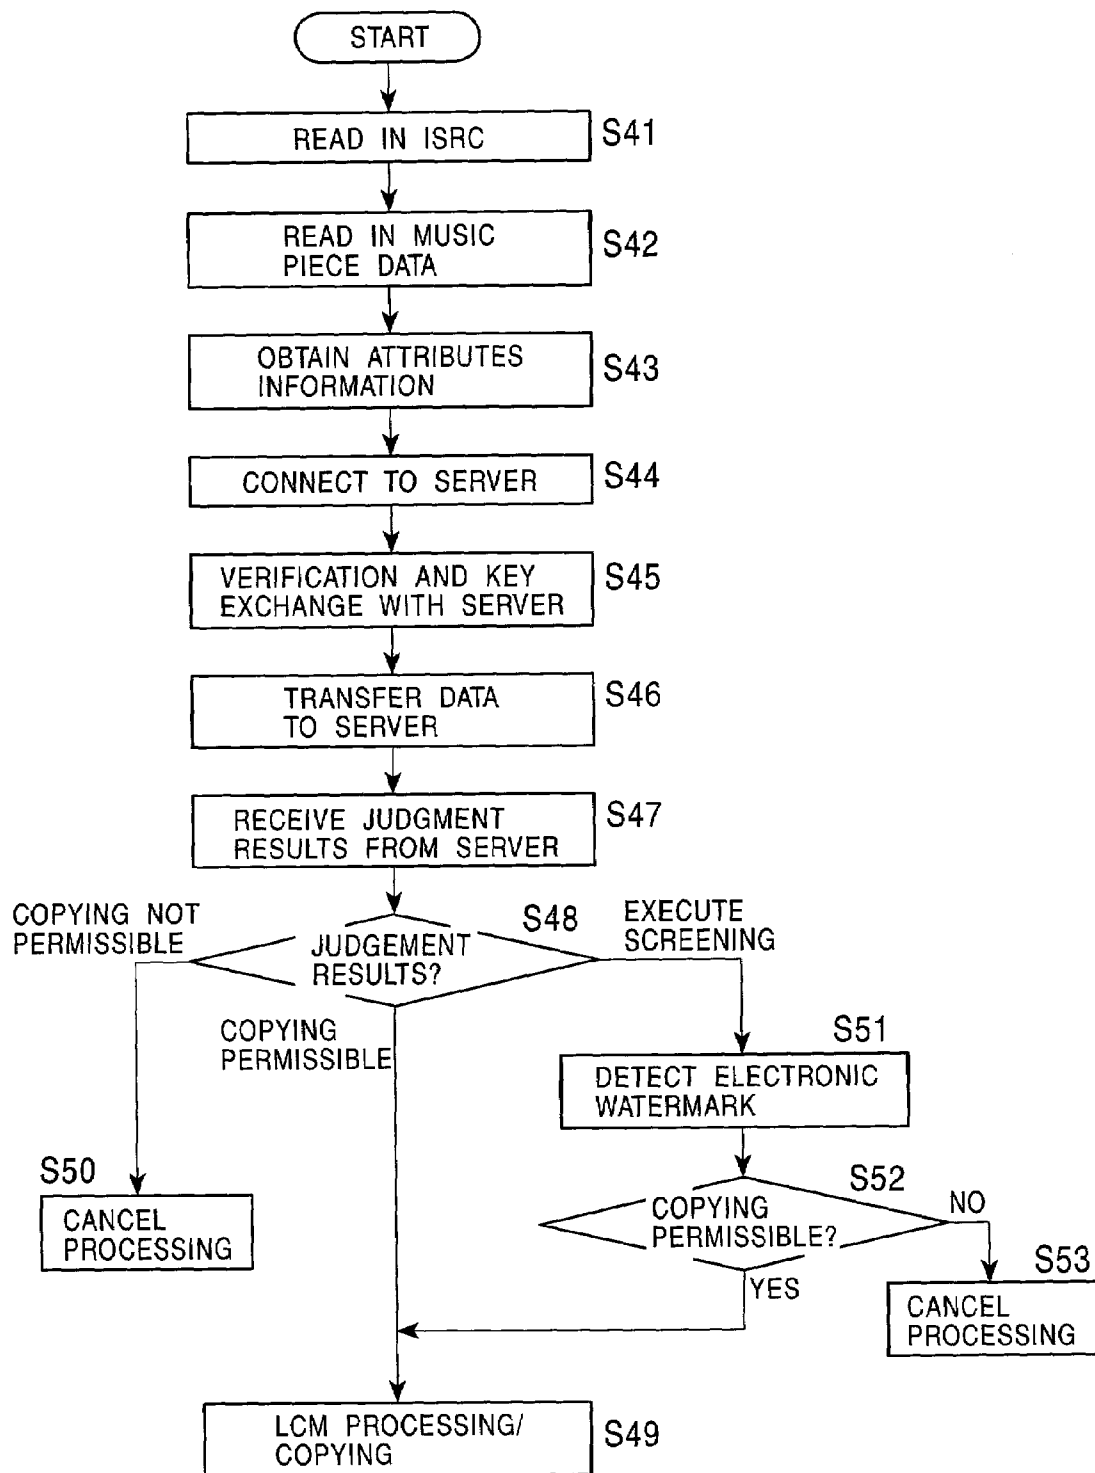 START
READ IN ISRC
S41
READ IN MUSIC
PIECE DATA
S42
OBTAIN ATTRIBUTES
INFORMATION
S43
CONNECT TO SERVER
S44
VERIFICATION AND KEY
EXCHANGE WITH SERVER
S45
TRANSFER DATA
TO SERVER
S46
RECEIVE JUDGMENT
RESULTS FROM SERVER
S47
COPYING NOT
PERMISSIBLE
JUDGEMENT
RESULTS?
S48
EXECUTE
SCREENING
COPYING
PERMISSIBLE
S51
DETECT ELECTRONIC
WATERMARK
S50
CANCEL
PROCESSING
S52
COPYING
PERMISSIBLE?
NO
YES
S53
CANCEL
PROCESSING
LCM PROCESSING/
COPYING
S49